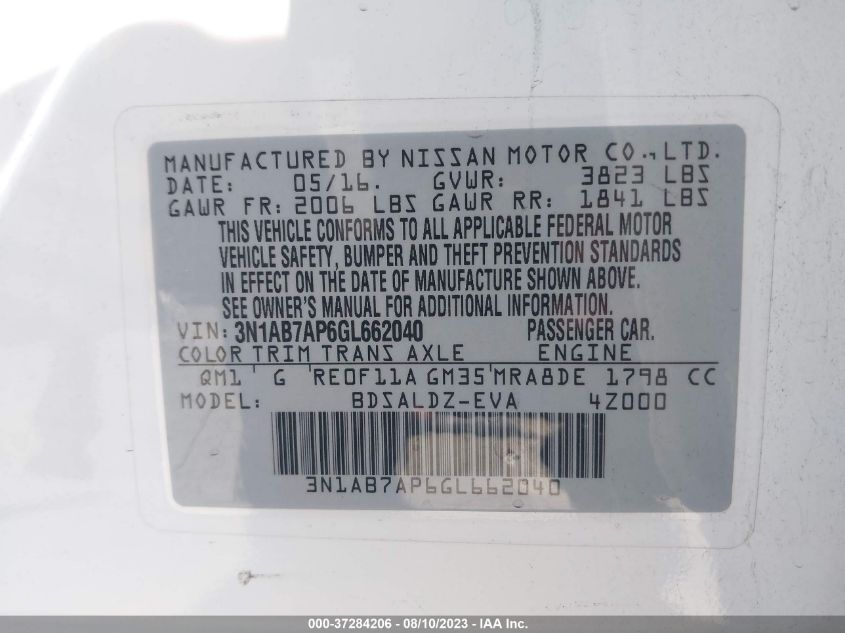 MANUFACTURED BY NISSAN MOTOR CO., LTD.
DATE: 05/16. GVWR: 3823 LBS
GAWR FR: 2006 LBS GAWR RR: 1841 LBS
THIS VEHICLE CONFORMS TO ALL APPLICABLE FEDERAL MOTOR
VEHICLE SAFETY, BUMPER AND THEFT PREVENTION STANDARDS
IN EFFECT ON THE DATE OF MANUFACTURE SHOWN ABOVE.
SEE OWNER'S MANUAL FOR ADDITIONAL INFORMATION.
VIN: 3N1AB7AP6GL662040 PASSENGER CAR.
COLOR TRIM TRANS AXLE ENGINE
QM1 G RE0F11A GM35 MRA8DE 1798 CC
MODEL: BDSALDZ-EVA 4Z000
3N1AB7AP6GL662040
000-37284206 - 08/10/2023 - IAA Inc.